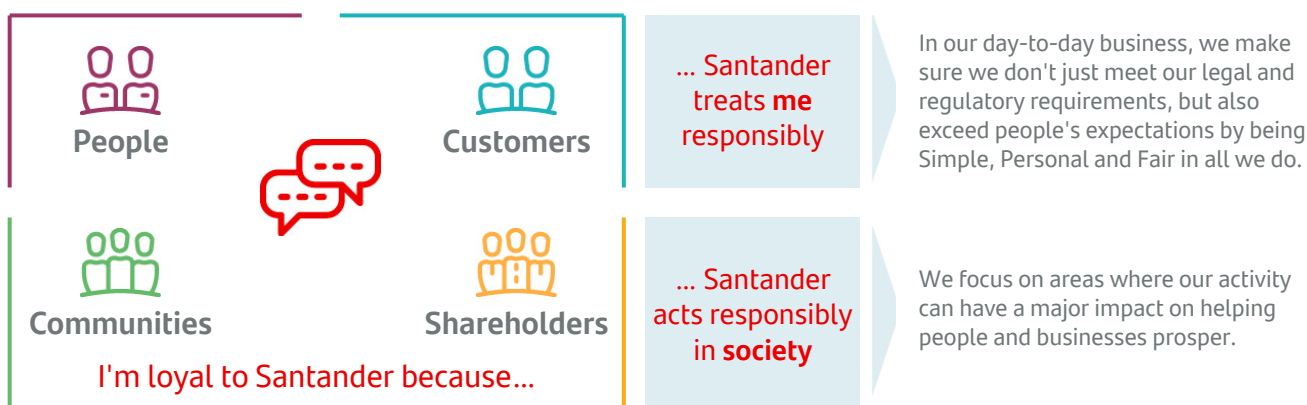 People
Customers
Communities
Shareholders
I'm loyal to Santander because...
... Santander
treats me
responsibly
In our day-to-day business, we make
sure we don't just meet our legal and
regulatory requirements, but also
exceed people's expectations by being
Simple, Personal and Fair in all we do.
... Santander
acts responsibly
in society
We focus on areas where our activity
can have a major impact on helping
people and businesses prosper.